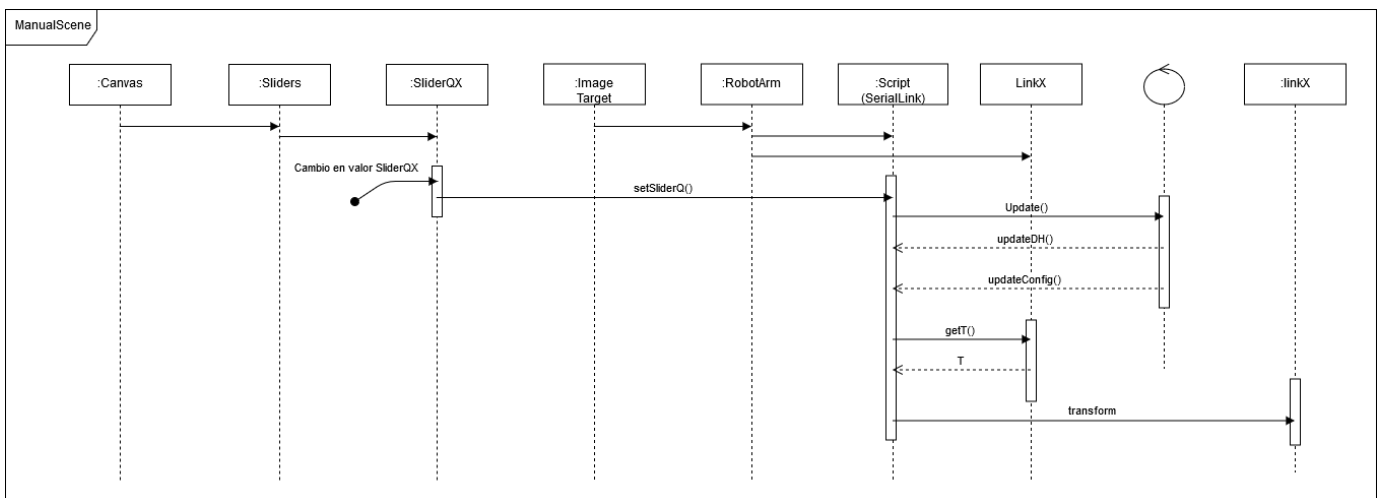 ManualScene
:Canvas
:Sliders
:SliderQX
:Image
Target
:RobotArm
:Script
(SerialLink)
LinkX
:linkX
Cambio en valor SliderQX
setSliderQ()
Update()
updateDH()
updateConfig()
getT()
T
transform